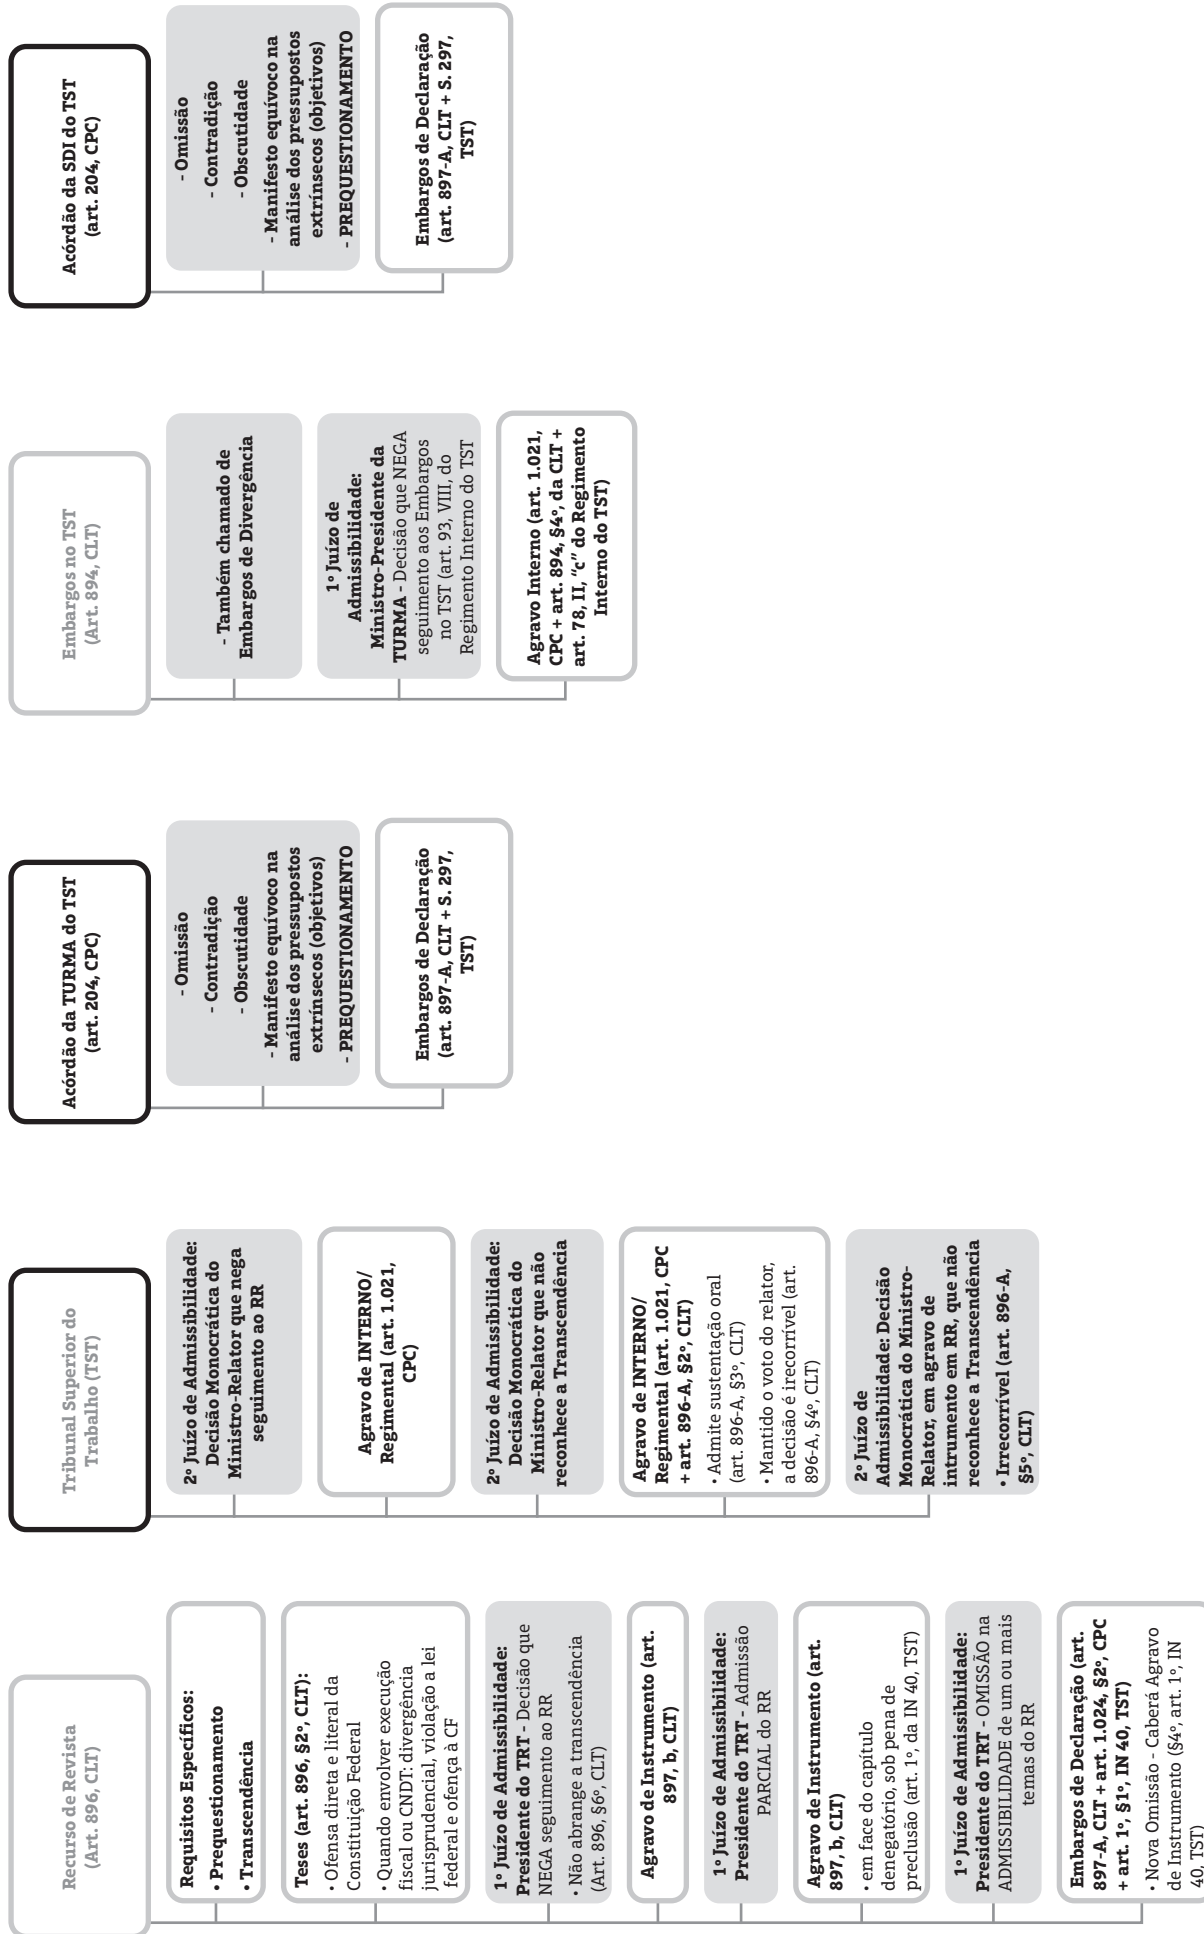 Recurso de Revista
(Art. 896, CLT)
Requisitos Específicos:
• Prequestionamento
• Transcendência
Teses (art. 896, §2º, CLT):
• Ofensa direta e literal da
Constituição Federal
• Quando envolver execução
fiscal ou CNDT: divergência
jurisprudencial, violação a lei
federal e ofença à CF
1º Juízo de Admissibilidade:
Presidente do TRT - Decisão que
NEGA seguimento ao RR
• Não abrange a transcendência
(Art. 896, §6º, CLT)
Agravo de Instrumento (art.
897, b, CLT)
1º Juízo de Admissibilidade:
Presidente do TRT - Admissão
PARCIAL do RR
Agravo de Instrumento (art.
897, b, CLT)
• em face do capítulo
denegatório, sob pena de
preclusão (art. 1º, da IN 40, TST)
1º Juízo de Admissibilidade:
Presidente do TRT - OMISSÃO na
ADMISSIBILIDADE de um ou mais
temas do RR
Embargos de Declaração (art.
897-A, CLT + art. 1.024, §2º, CPC
+ art. 1º, §1º, IN 40, TST)
• Nova Omissão - Caberá Agravo
de Instrumento (§4º, art. 1º, IN
40, TST)
Tribunal Superior do
Trabalho (TST)
2º Juízo de Admissibilidade:
Decisão Monocrática do
Ministro-Relator que nega
seguimento ao RR
Agravo de INTERNO/
Regimental (art. 1.021,
CPC)
2º Juízo de Admissibilidade:
Decisão Monocrática do
Ministro-Relator que não
reconhece a Transcedência
Agravo de INTERNO/
Regimental (art. 1.021, CPC
+ art. 896-A, §2º, CLT)
• Admite sustentação oral
(art. 896-A, §3º, CLT)
• Mantido o voto do relator,
a decisão é irecorrível (art.
896-A, §4º, CLT)
2º Juízo de
Admissibilidade: Decisão
Monocrática do Ministro-
Relator, em agravo de
intrumento em RR, que não
reconhece a Transcedência
• Irrecorrível (art. 896-A,
§5º, CLT)
Acórdão da TURMA do TST
(art. 204, CPC)
- Omissão
- Contradição
- Obscutidade
- Manifesto equívoco na
análise dos pressupostos
extrínsecos (objetivos)
- PREQUESTIONAMENTO
Embargos de Declaração
(art. 897-A, CLT + S. 297,
TST)
Embargos no TST
(Art. 894, CLT)
- Também chamado de
Embargos de Divergência
1º Juízo de
Admissibilidade:
Ministro-Presidente da
TURMA - Decisão que NEGA
seguimento aos Embargos
no TST (art. 93, VIII, do
Regimento Interno do TST
Agravo Interno (art. 1.021,
CPC + art. 894, §4º, da CLT +
art. 78, II, “c” do Regimento
Interno do TST)
Acórdão da SDI do TST
(art. 204, CPC)
- Omissão
- Contradição
- Obscutidade
- Manifesto equívoco na
análise dos pressupostos
extrínsecos (objetivos)
- PREQUESTIONAMENTO
Embargos de Declaração
(art. 897-A, CLT + S. 297,
TST)